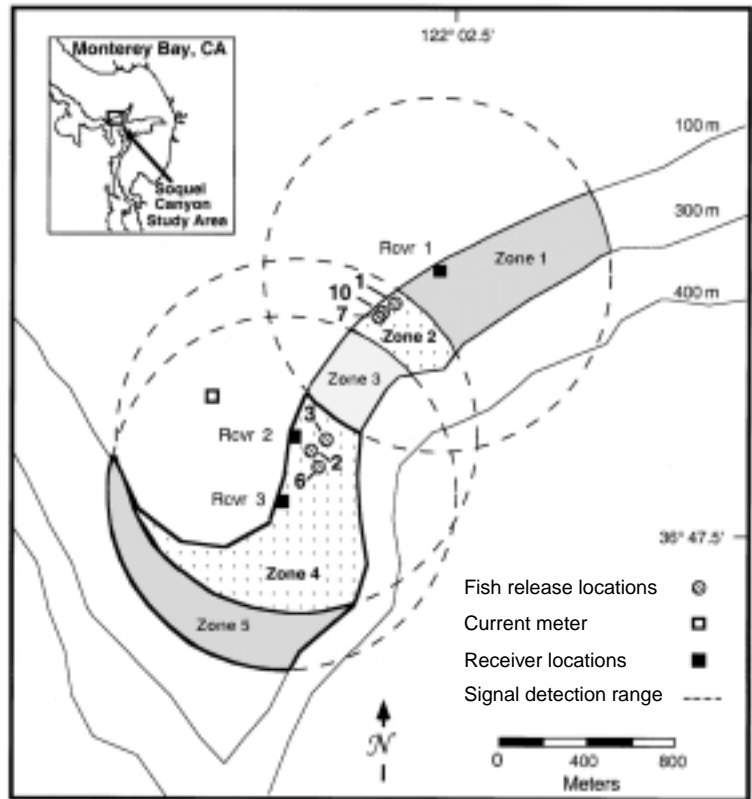 Monterey Bay, CA
Soquel
Canyon
Study Area
122° 02.5'
100 m
300 m
400 m
Rcvr 1
Zone 1
1
10
7
Zone 2
Zone 3
3
Rcvr 2
2
6
Rcvr 3
36° 47.5'
Zone 4
Zone 5
Fish release locations
Current meter
Receiver locations
Signal detection range
N
0 400 800
Meters